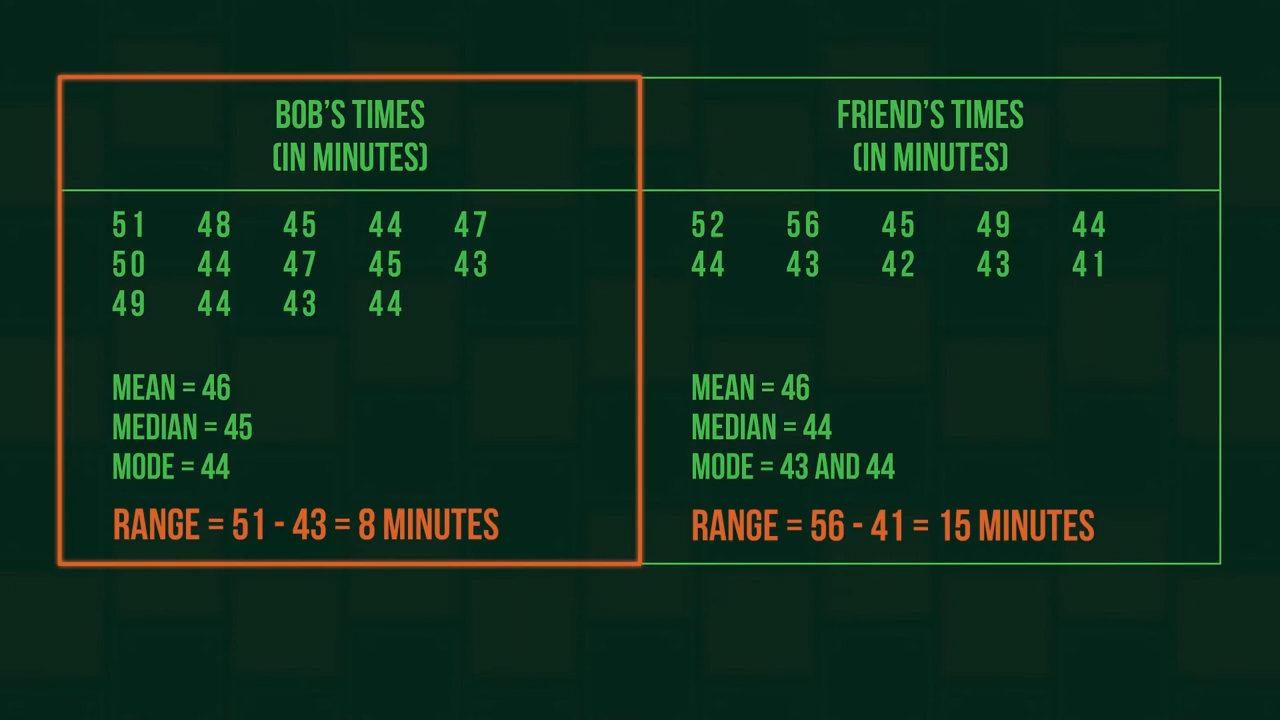 BOB'S TIMES
(IN MINUTES)
51 48 45 44 47
50 44 47 45 43
49 44 43 44
MEAN = 46
MEDIAN = 45
MODE = 44
RANGE = 51 - 43 = 8 MINUTES
FRIEND'S TIMES
(IN MINUTES)
52 56 45 49 44
44 43 42 43 41
MEAN = 46
MEDIAN = 44
MODE = 43 AND 44
RANGE = 56 - 41 = 15 MINUTES